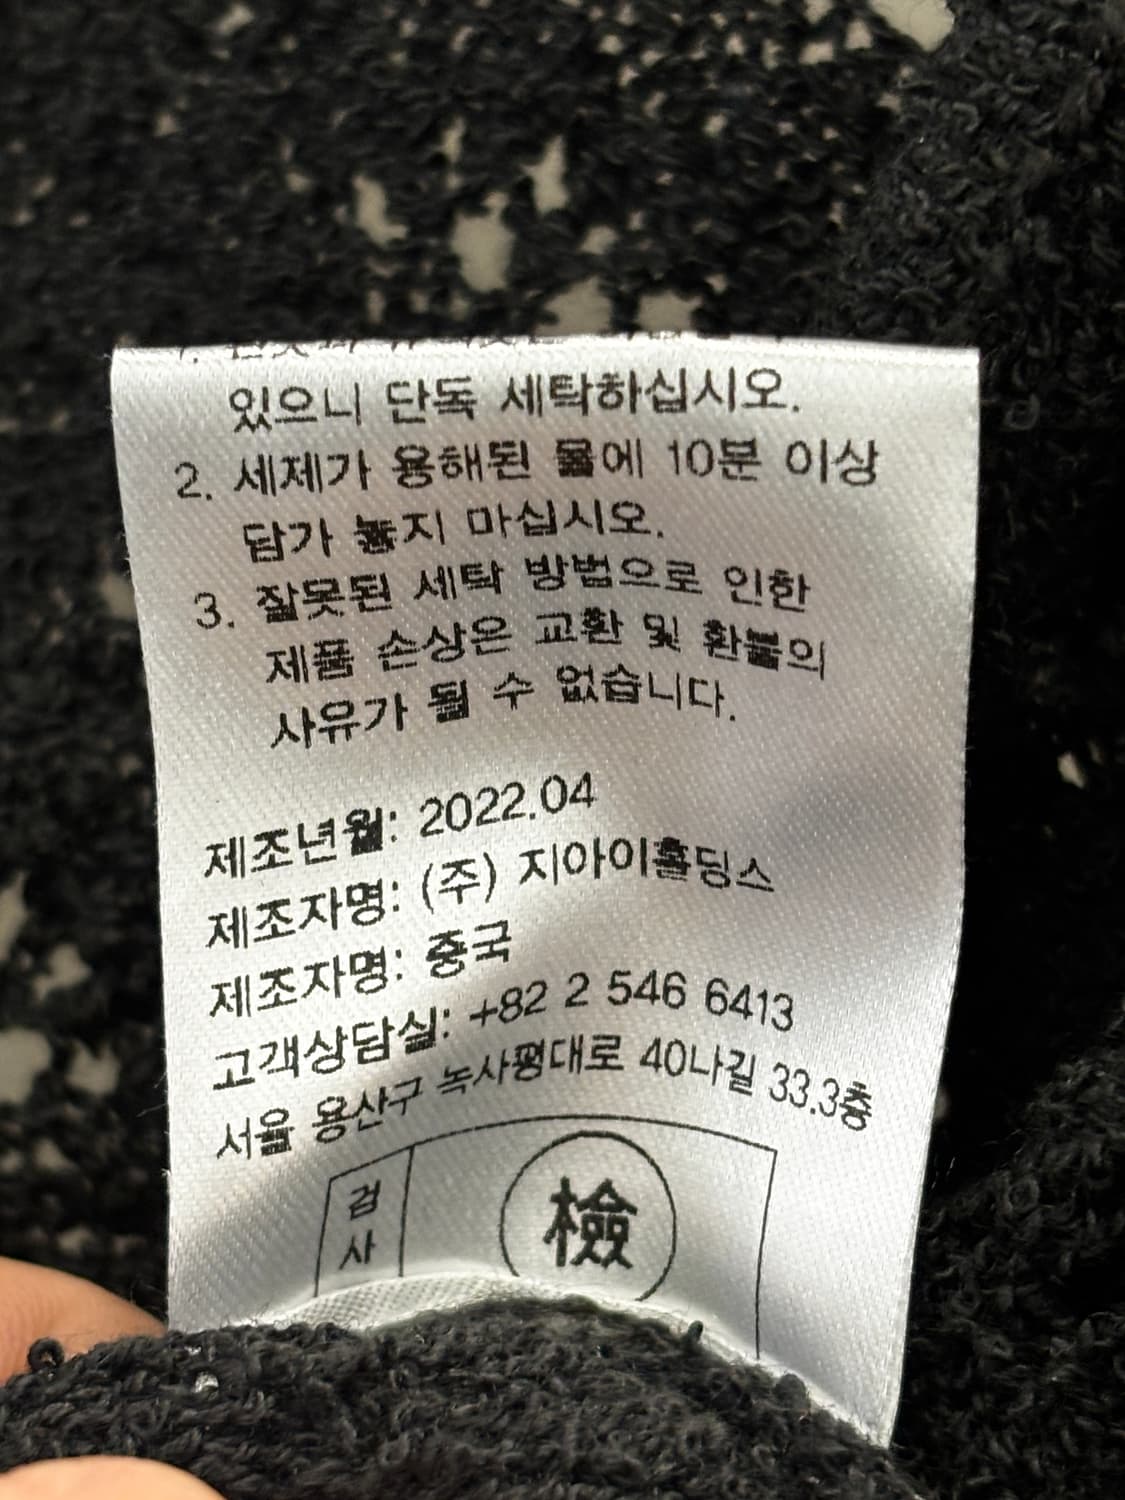 있으니 단독 세탁하십시오.
2. 세제가 용해된 물에 10분 이상
담가 놓지 마십시오.
3. 잘못된 세탁 방법으로 인한
제품 손상은 교환 및 환불의
사유가 될 수 없습니다.
제조년월: 2022.04
제조자명: (주) 지아이홀딩스
제조자명: 중국
고객상담실: +82 2 546 6413
서울 용산구 녹사평대로 40나길 33.3층
검
사
檢